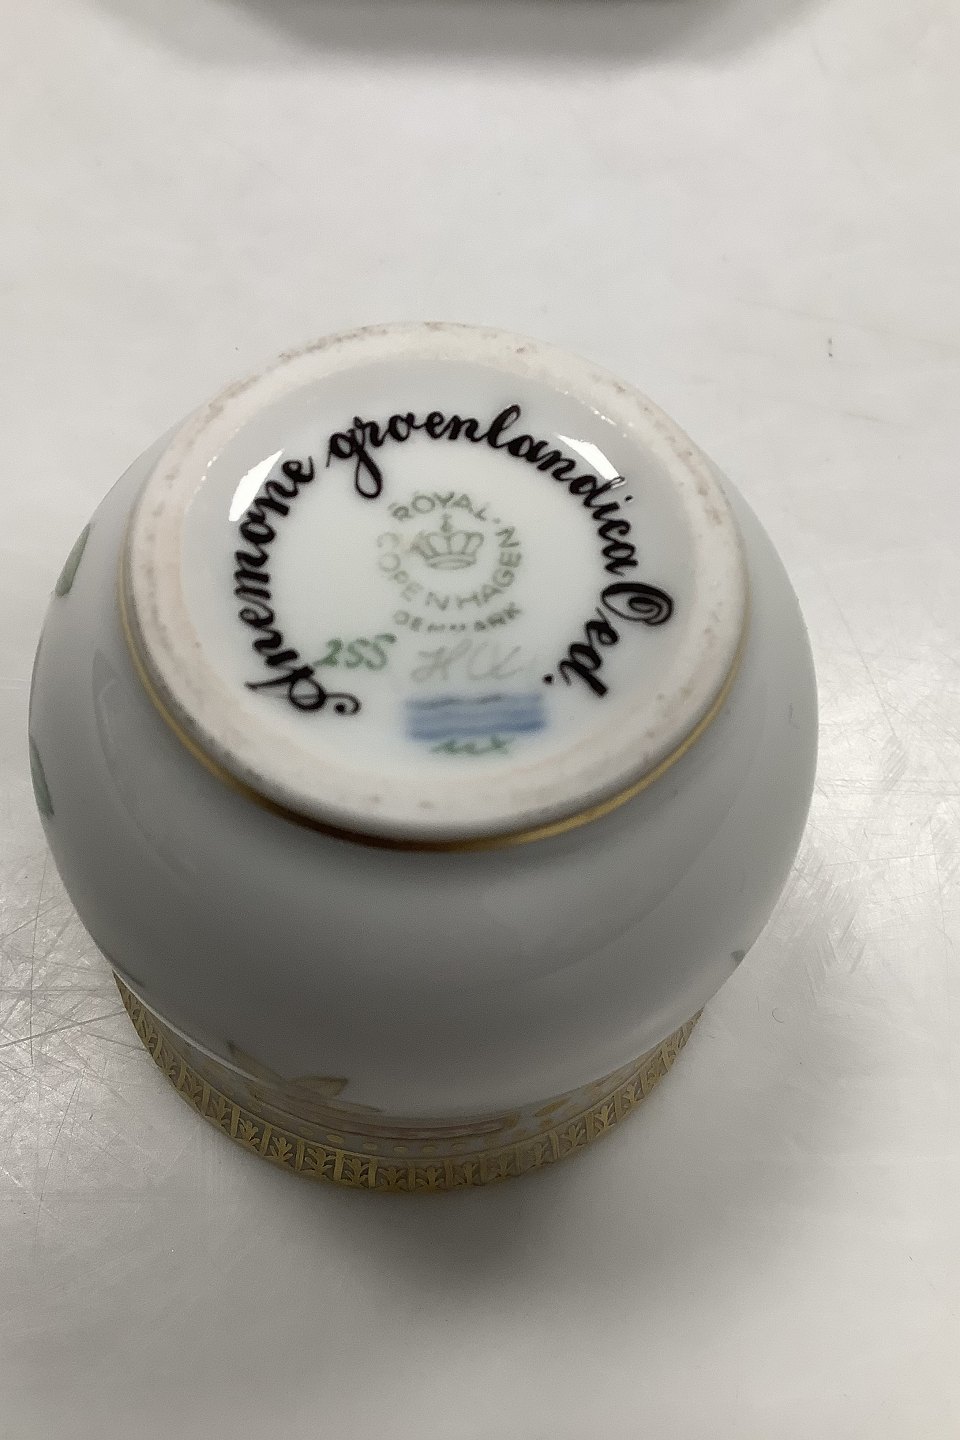 Anemone groenlandica Oed.
ROYAL·
COPENHAGEN
DENMARK
255